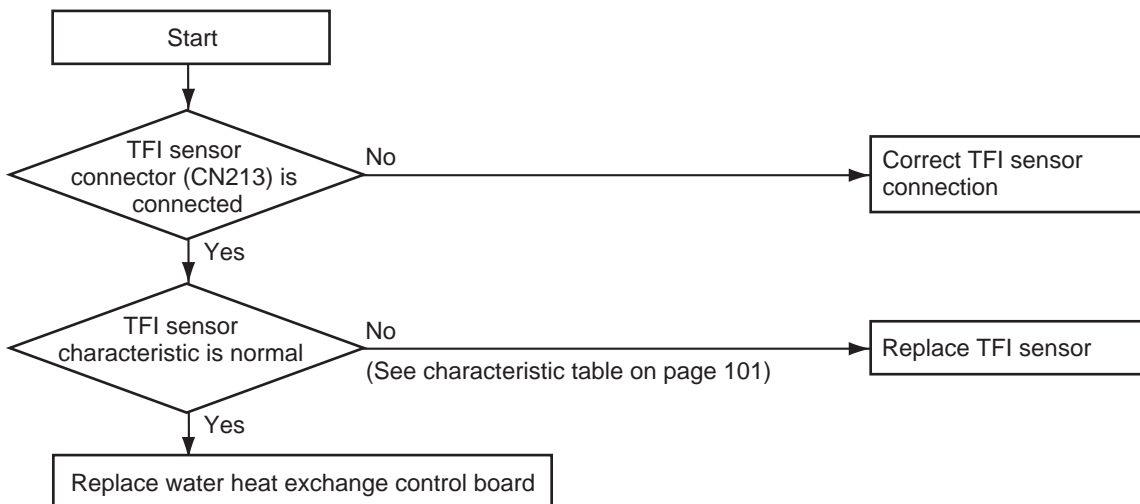 Start
TFI sensor
connector (CN213) is
connected
No
Correct TFI sensor
connection
Yes
TFI sensor
characteristic is normal
No
(See characteristic table on page 101)
Replace TFI sensor
Yes
Replace water heat exchange control board